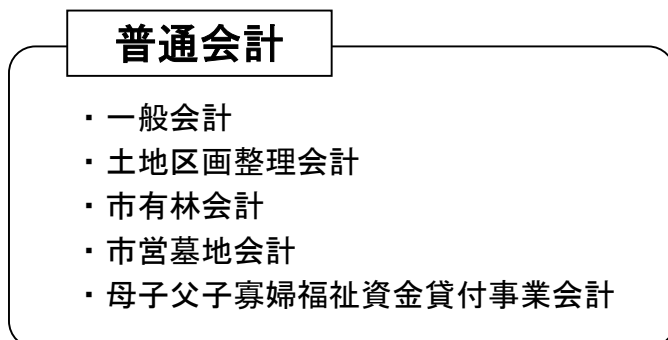 普通会計
・一般会計
・土地区画整理会計
・市有林会計
・市営墓地会計
・母子父子寡婦福祉資金貸付事業会計